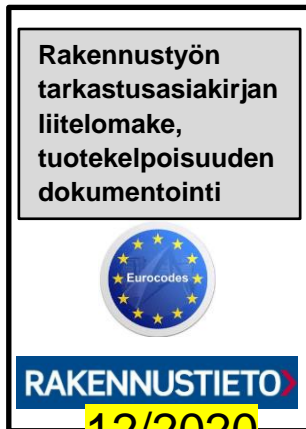 Rakennustyön
tarkastusasiakirjan
liitelomake,
tuotekelpoisuuden
dokumentointi
Eurocodes
RAKENNUSTIETO
12/2020